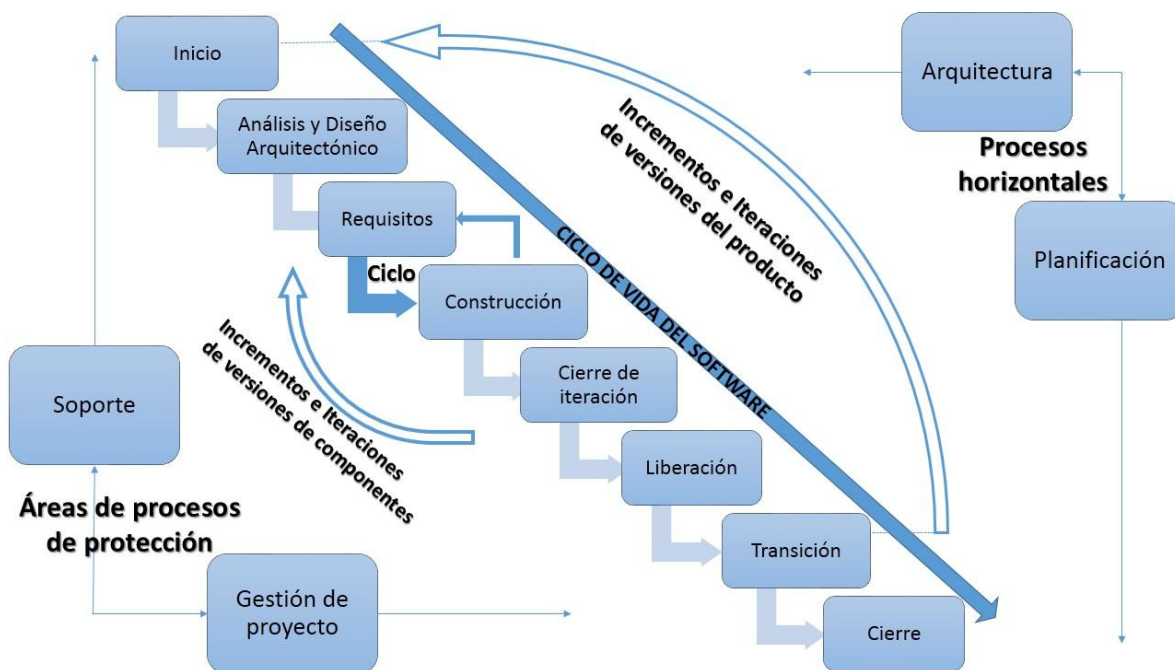 Inicio
Análisis y Diseño
Arquitectónico
Requisitos
Ciclo
Construcción
Cierre de
iteración
Liberación
Transición
Cierre
CICLO DE VIDA DEL SOFTWARE
Incrementos e Iteraciones
de versiones del producto
Incrementos e Iteraciones
de versiones de componentes
Arquitectura
Procesos
horizontales
Planificación
Soporte
Áreas de procesos
de protección
Gestión de
proyecto